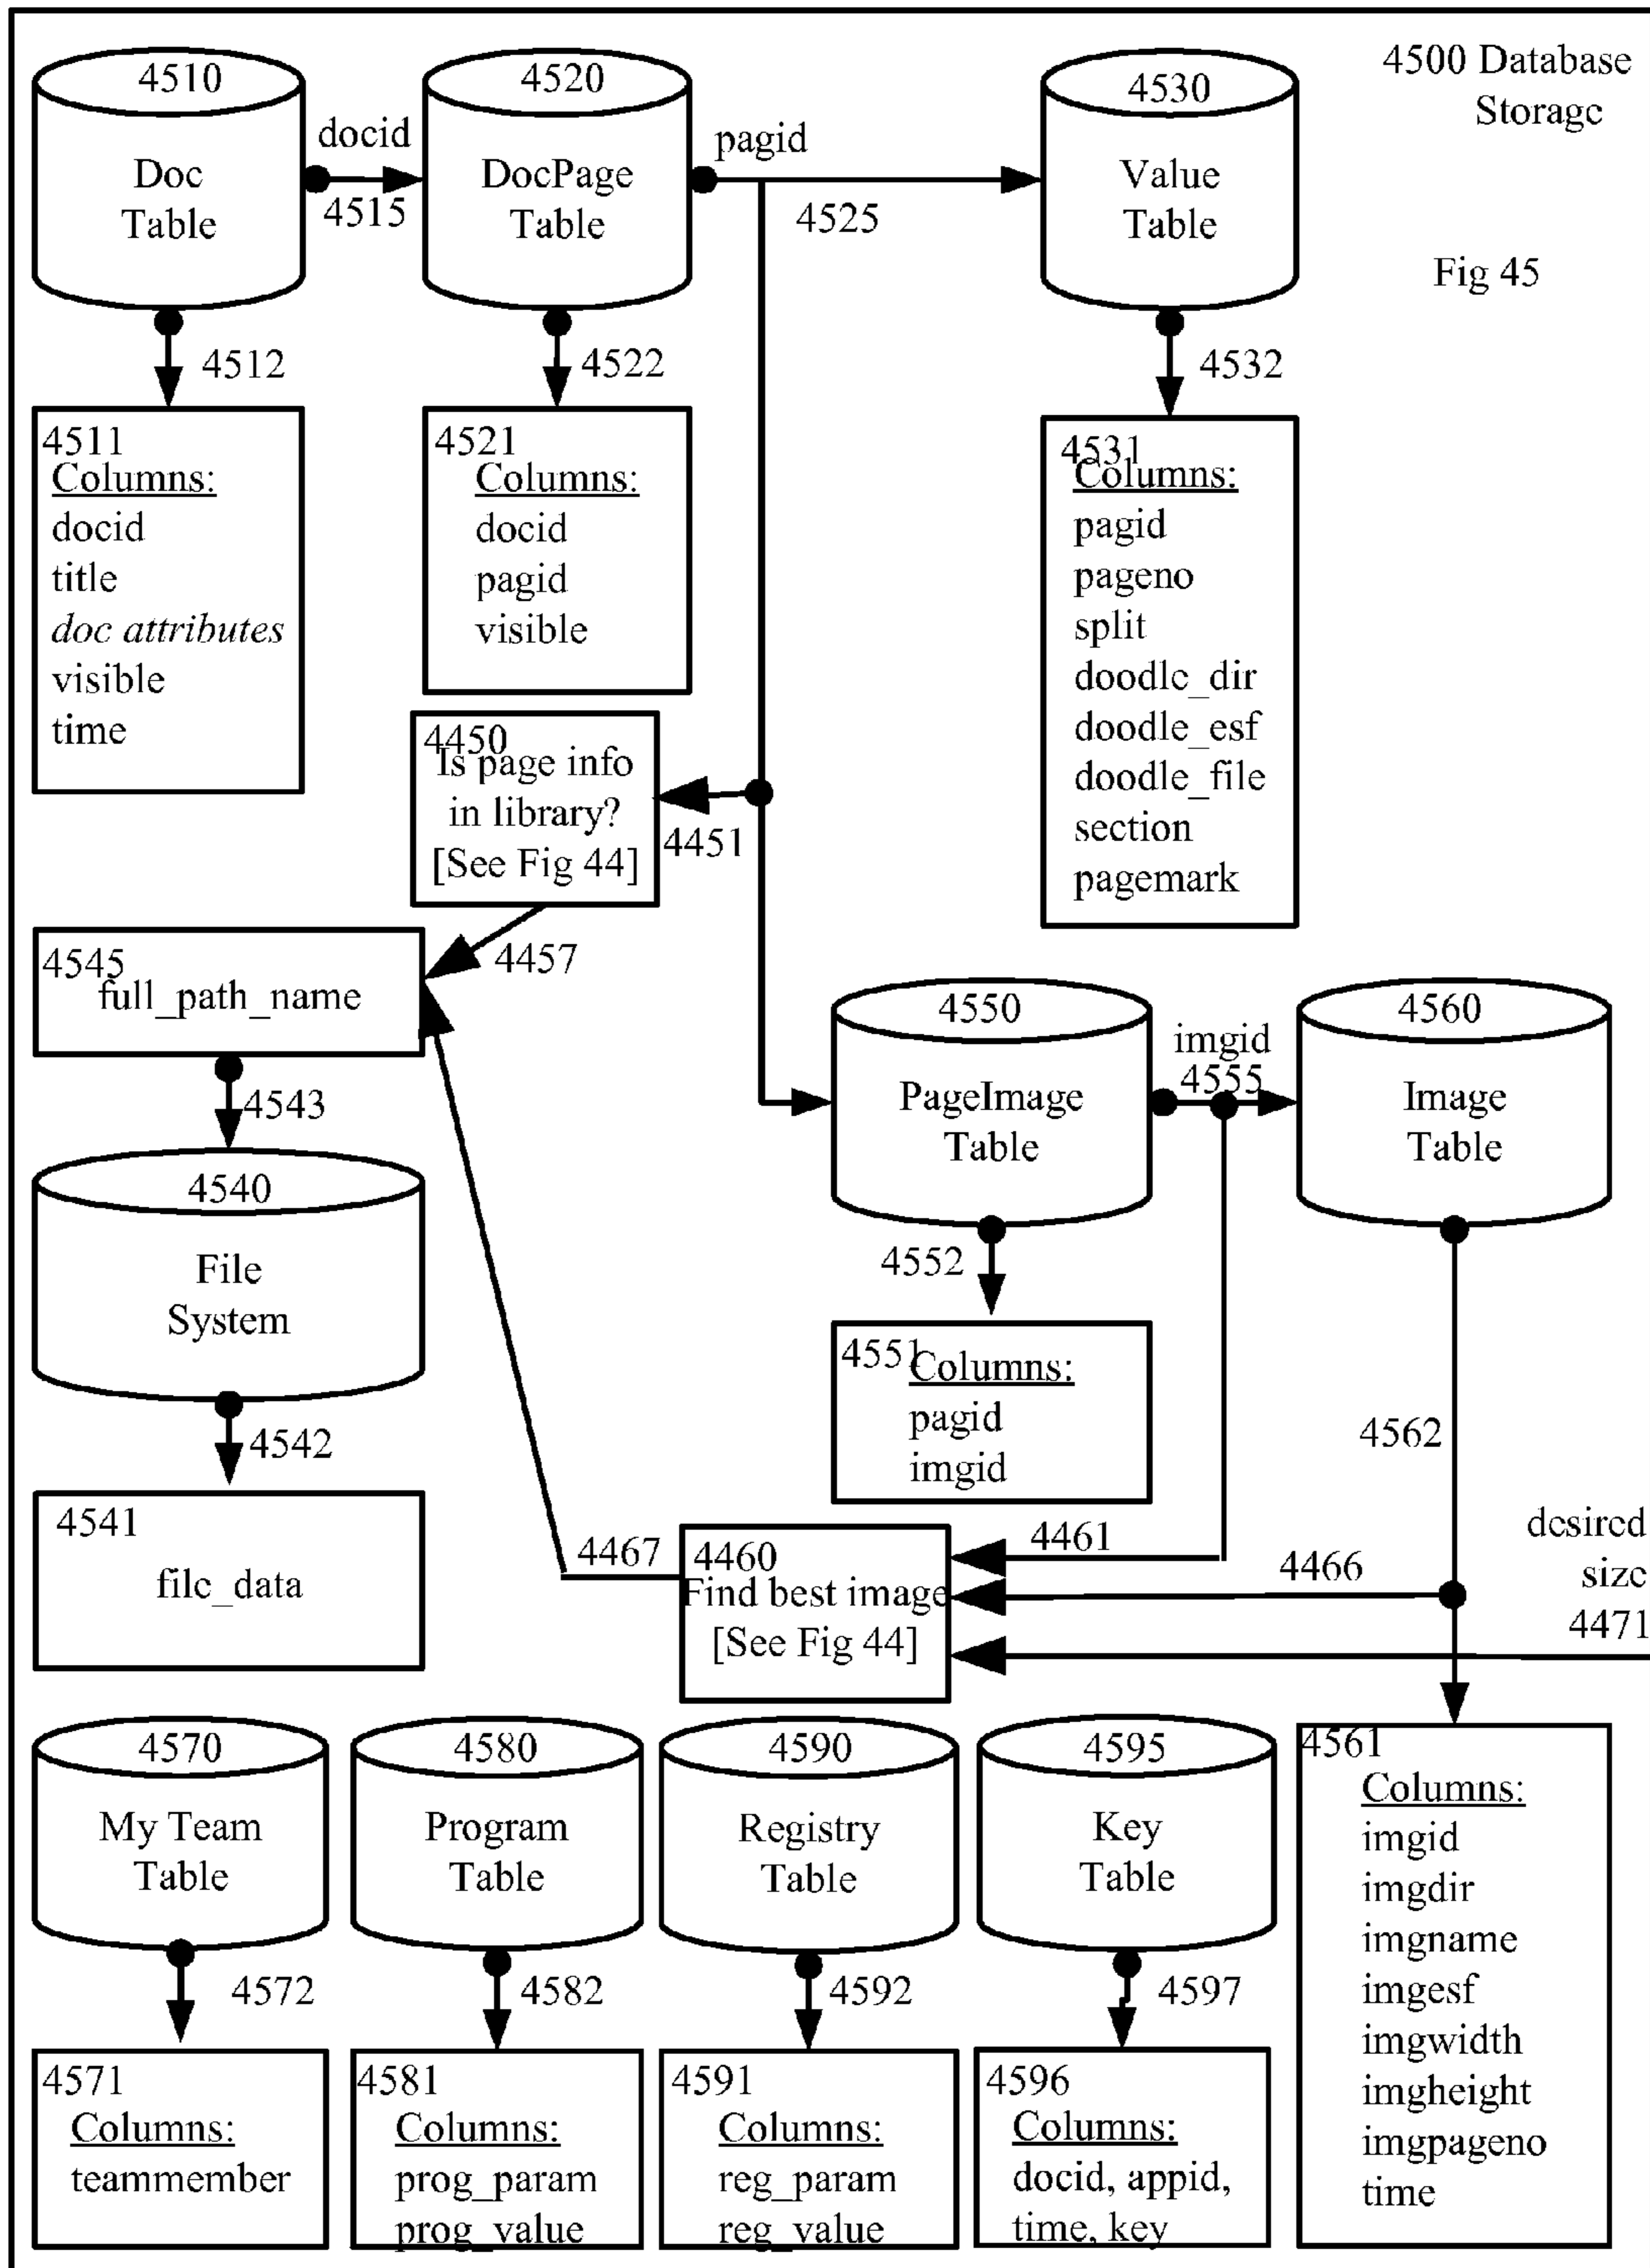 4500 Database
Storage
Fig 45
4510
Doc
Table
docid
4515
4520
DocPage
Table
pagid
4525
4530
Value
Table
4512
4522
4532
4511
Columns:
docid
title
doc attributes
visible
time
4521
Columns:
docid
pagid
visible
4531
Columns:
pagid
pageno
split
doodle_dir
doodle_esf
doodle_file
section
pagemark
4450
Is page info
in library?
[See Fig 44]
4451
4457
4545
full_path_name
4543
4540
File
System
4542
4541
file_data
4550
PageImage
Table
imgid
4555
4560
Image
Table
4552
4551
Columns:
pagid
imgid
4562
4467
4460
Find best image
[See Fig 44]
4461
4466
desired
size
4471
4570
My Team
Table
4580
Program
Table
4590
Registry
Table
4595
Key
Table
4572
4582
4592
4597
4571
Columns:
teammember
4581
Columns:
prog_param
prog_value
4591
Columns:
reg_param
reg_value
4596
Columns:
docid, appid,
time, key
4561
Columns:
imgid
imgdir
imgname
imgesf
imgwidth
imgheight
imgpageno
time